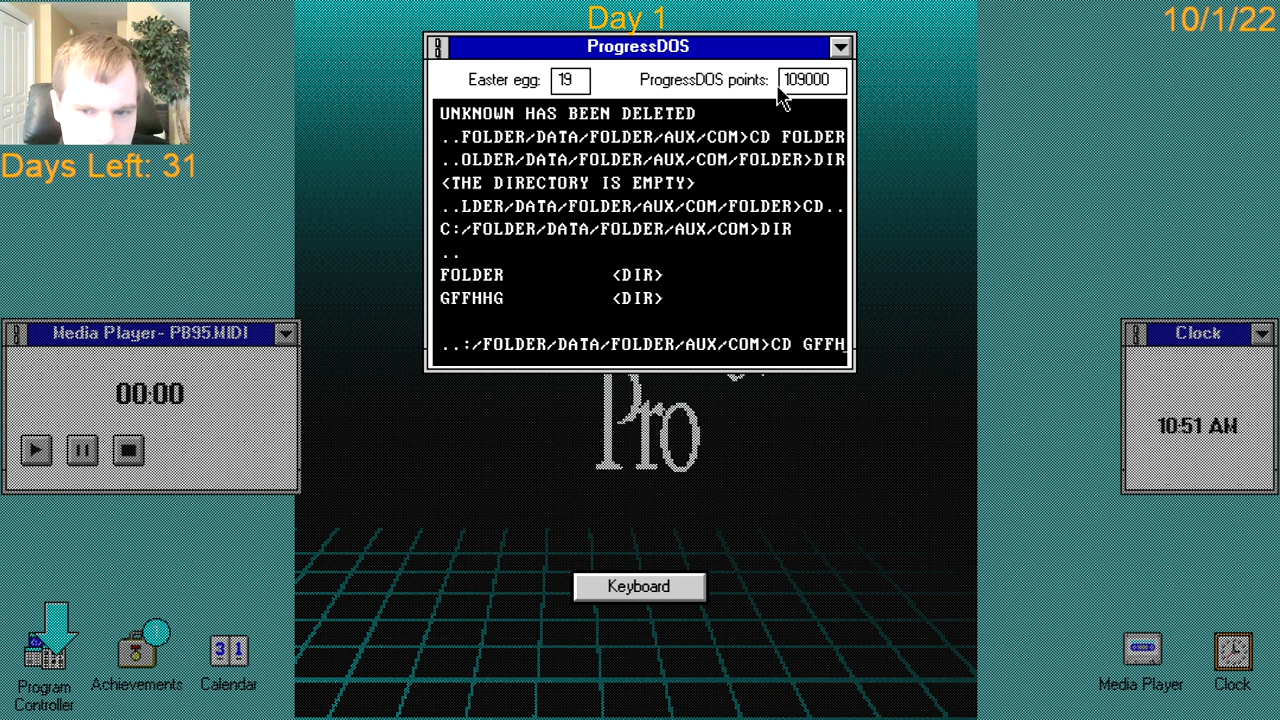 Day 1
10/1/22
ProgressDOS
Easter egg: 19 ProgressDOS points: 109000
UNKNOWN HAS BEEN DELETED
..FOLDER/DATA/FOLDER/AUX/COM>CD FOLDER
..OLDER/DATA/FOLDER/AUX/COM/FOLDER>DIR
<THE DIRECTORY IS EMPTY>
..LDER/DATA/FOLDER/AUX/COM/FOLDER>CD..
C:/FOLDER/DATA/FOLDER/AUX/COM>DIR
..
FOLDER <DIR>
GFFHHG <DIR>
..:/FOLDER/DATA/FOLDER/AUX/COM>CD GFFH_
Days Left: 31
Media Player- PB95.MIDI
00:00
Clock
10:51 AM
Pro
Keyboard
Program
Controller
Achievements
1
31
Calendar
Media Player
Clock